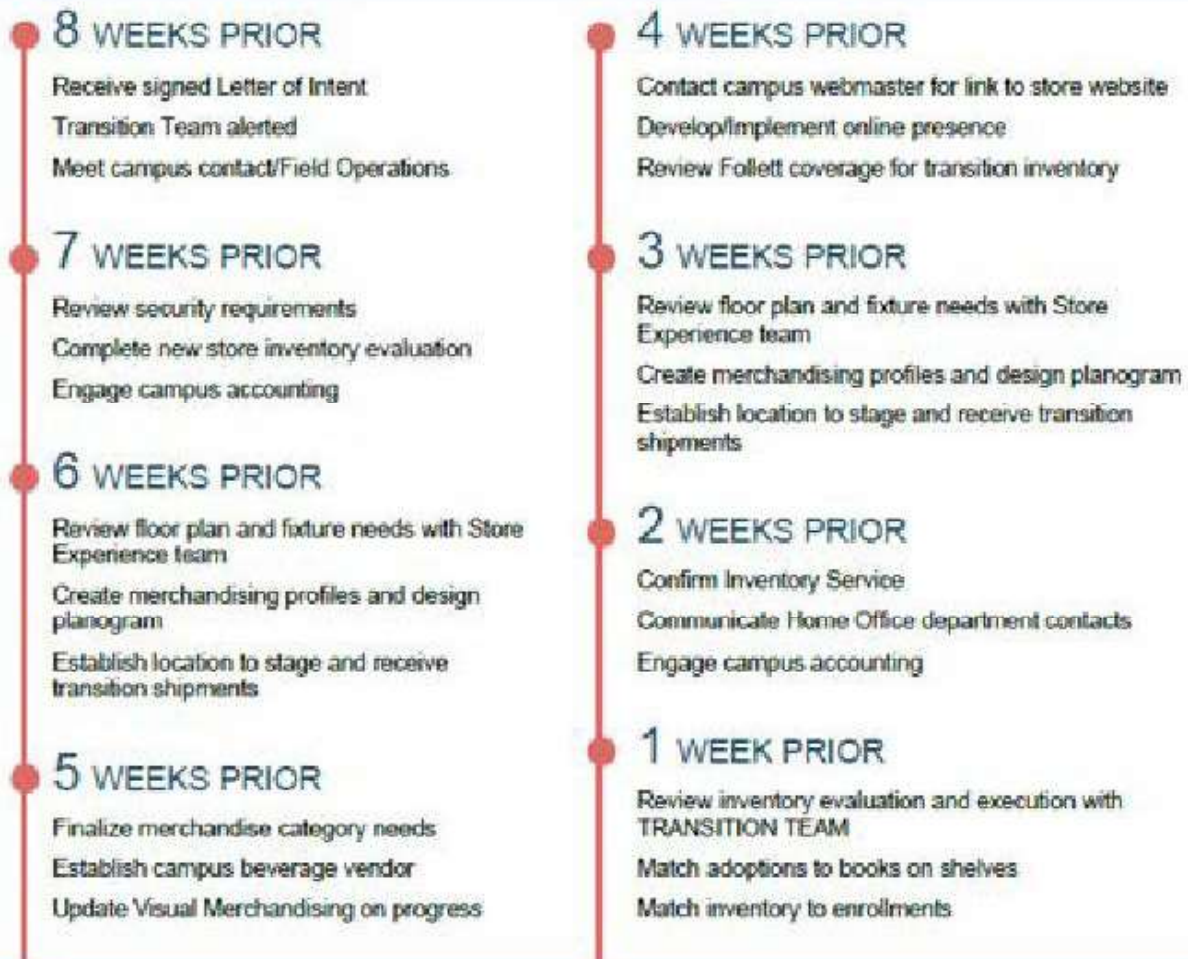 8 WEEKS PRIOR
Receive signed Letter of Intent
Transition Team alerted
Meet campus contact/Field Operations
7 WEEKS PRIOR
Review security requirements
Complete new store inventory evaluation
Engage campus accounting
6 WEEKS PRIOR
Review floor plan and fixture needs with Store
Experience team
Create merchandising profiles and design
planogram
Establish location to stage and receive
transition shipments
5 WEEKS PRIOR
Finalize merchandise category needs
Establish campus beverage vendor
Update Visual Merchandising on progress
4 WEEKS PRIOR
Contact campus webmaster for link to store website
Develop/Implement online presence
Review Follett coverage for transition inventory
3 WEEKS PRIOR
Review floor plan and fixture needs with Store
Experience team
Create merchandising profiles and design planogram
Establish location to stage and receive transition
shipments
2 WEEKS PRIOR
Confirm Inventory Service
Communicate Home Office department contacts
Engage campus accounting
1 WEEK PRIOR
Review inventory evaluation and execution with
TRANSITION TEAM
Match adoptions to books on shelves
Match inventory to enrollments